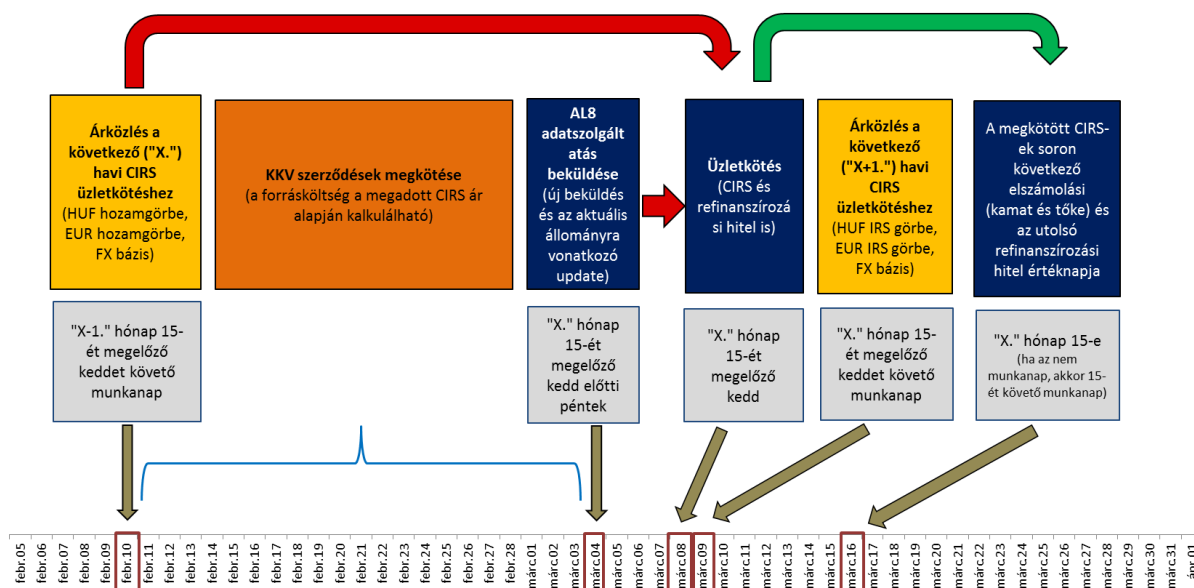 Árközlés a
következő ("X.")
havi CIRS
üzletkötéshez
(HUF hozamgörbe,
EUR hozamgörbe,
FX bázis)
KKV szerződések megkötése
(a forrásköltség a megadott CIRS ár
alapján kalkulálható)
AL8
adatszolgált
atás
beküldése
(új beküldés
és az aktuális
állományra
vonatkozó
update)
Üzletkötés
(CIRS és
refinanszírozá
si hitel is)
Árközlés a
következő
("X+1.") havi
CIRS
üzletkötéshez
(HUF IRS görbe,
EUR IRS görbe,
FX bázis)
A megkötött CIRS-
ek soron
következő
elszámolási
(kamat és tőke) és
az utolsó
refinanszírozási
hitel értéknapja
"X-1." hónap 15-
ét megelőző
keddet követő
munkanap
"X." hónap
15-ét
megelőző
kedd előtti
péntek
"X." hónap
15-ét
megelőző
kedd
"X." hónap 15-
ét megelőző
keddet követő
munkanap
"X." hónap 15-e
(ha az nem
munkanap, akkor 15-
ét követő munkanap)
febr.05
febr.06
febr.07
febr.08
febr.09
febr.10
febr.11
febr.12
febr.13
febr.14
febr.15
febr.16
febr.17
febr.18
febr.19
febr.20
febr.21
febr.22
febr.23
febr.24
febr.25
febr.26
febr.27
febr.28
márc.01
márc.02
márc.03
márc.04
márc.05
márc.06
márc.07
márc.08
márc.09
márc.10
márc.11
márc.12
márc.13
márc.14
márc.15
márc.16
márc.17
márc.18
márc.19
márc.20
márc.21
márc.22
márc.23
márc.24
márc.25
márc.26
márc.27
márc.28
márc.29
márc.30
márc.31